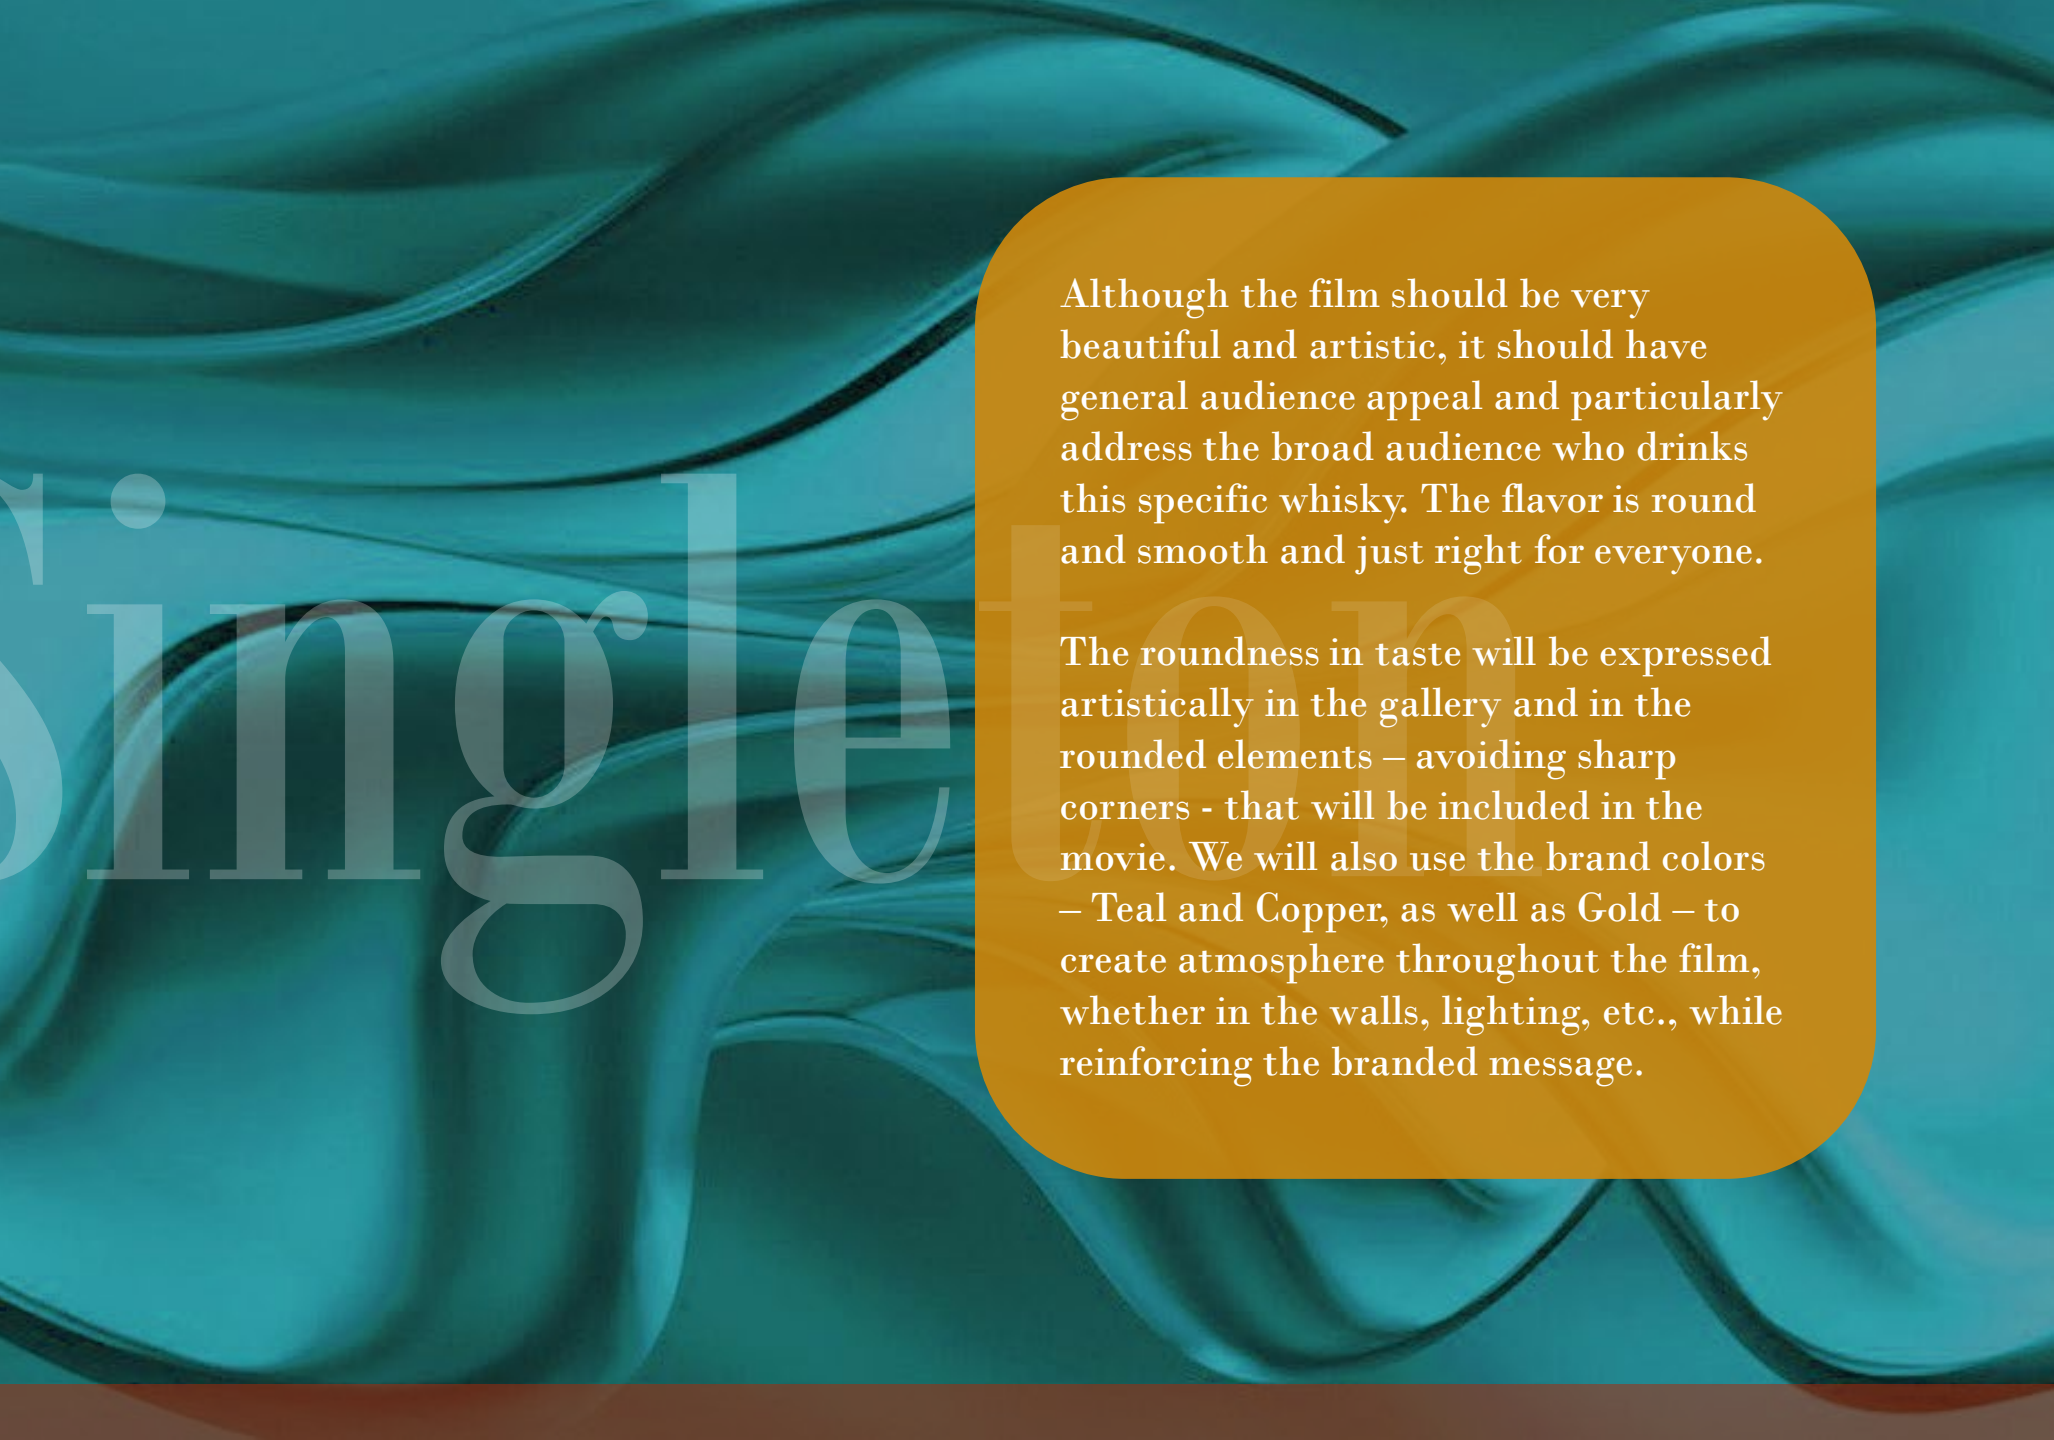 Singleton
Although the film should be very
beautiful and artistic, it should have
general audience appeal and particularly
address the broad audience who drinks
this specific whisky. The flavor is round
and smooth and just right for everyone.
The roundness in taste will be expressed
artistically in the gallery and in the
rounded elements – avoiding sharp
corners - that will be included in the
movie. We will also use the brand colors
– Teal and Copper, as well as Gold – to
create atmosphere throughout the film,
whether in the walls, lighting, etc., while
reinforcing the branded message.